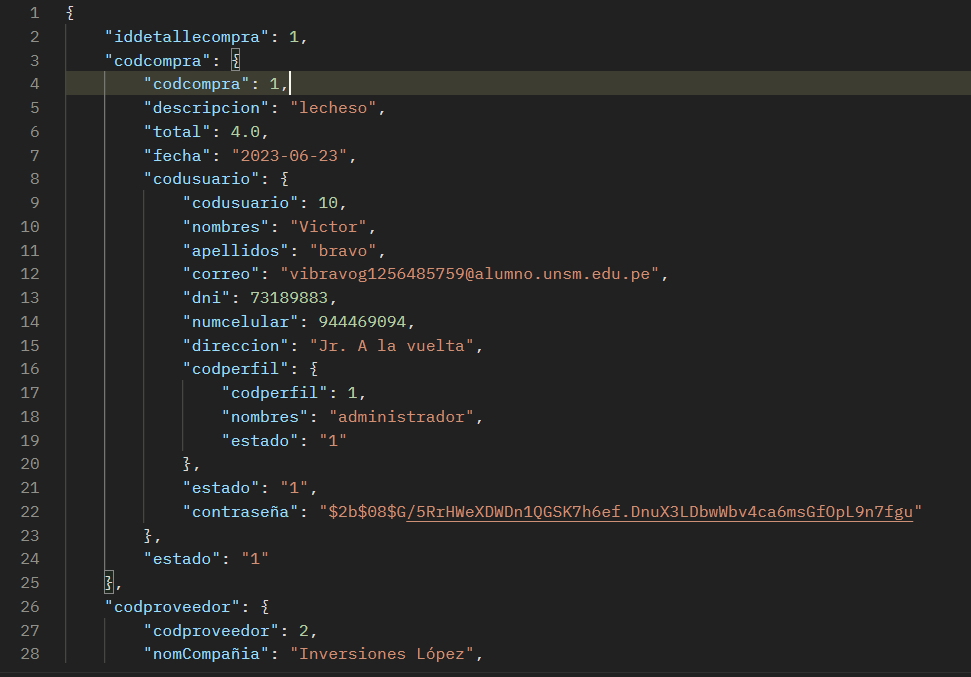 1 {
2 "iddetallecompra": 1,
3 "codcompra": {
4 "codcompra": 1,
5 "descripcion": "lecheso",
6 "total": 4.0,
7 "fecha": "2023-06-23",
8 "codusuario": {
9 "codusuario": 10,
10 "nombres": "Victor",
11 "apellidos": "bravo",
12 "correo": "vibravog1256485759@alumno.unsm.edu.pe",
13 "dni": 73189883,
14 "numcelular": 944469094,
15 "direccion": "Jr. A la vuelta",
16 "codperfil": {
17 "codperfil": 1,
18 "nombres": "administrador",
19 "estado": "1"
20 },
21 "estado": "1",
22 "contraseña": "$2b$08$G/5RrHWeXDWDn1QGSK7h6ef.DnuX3LDbwWbv4ca6msGfOpL9n7fgu"
23 },
24 "estado": "1"
25 },
26 "codproveedor": {
27 "codproveedor": 2,
28 "nomCompañia": "Inversiones López",